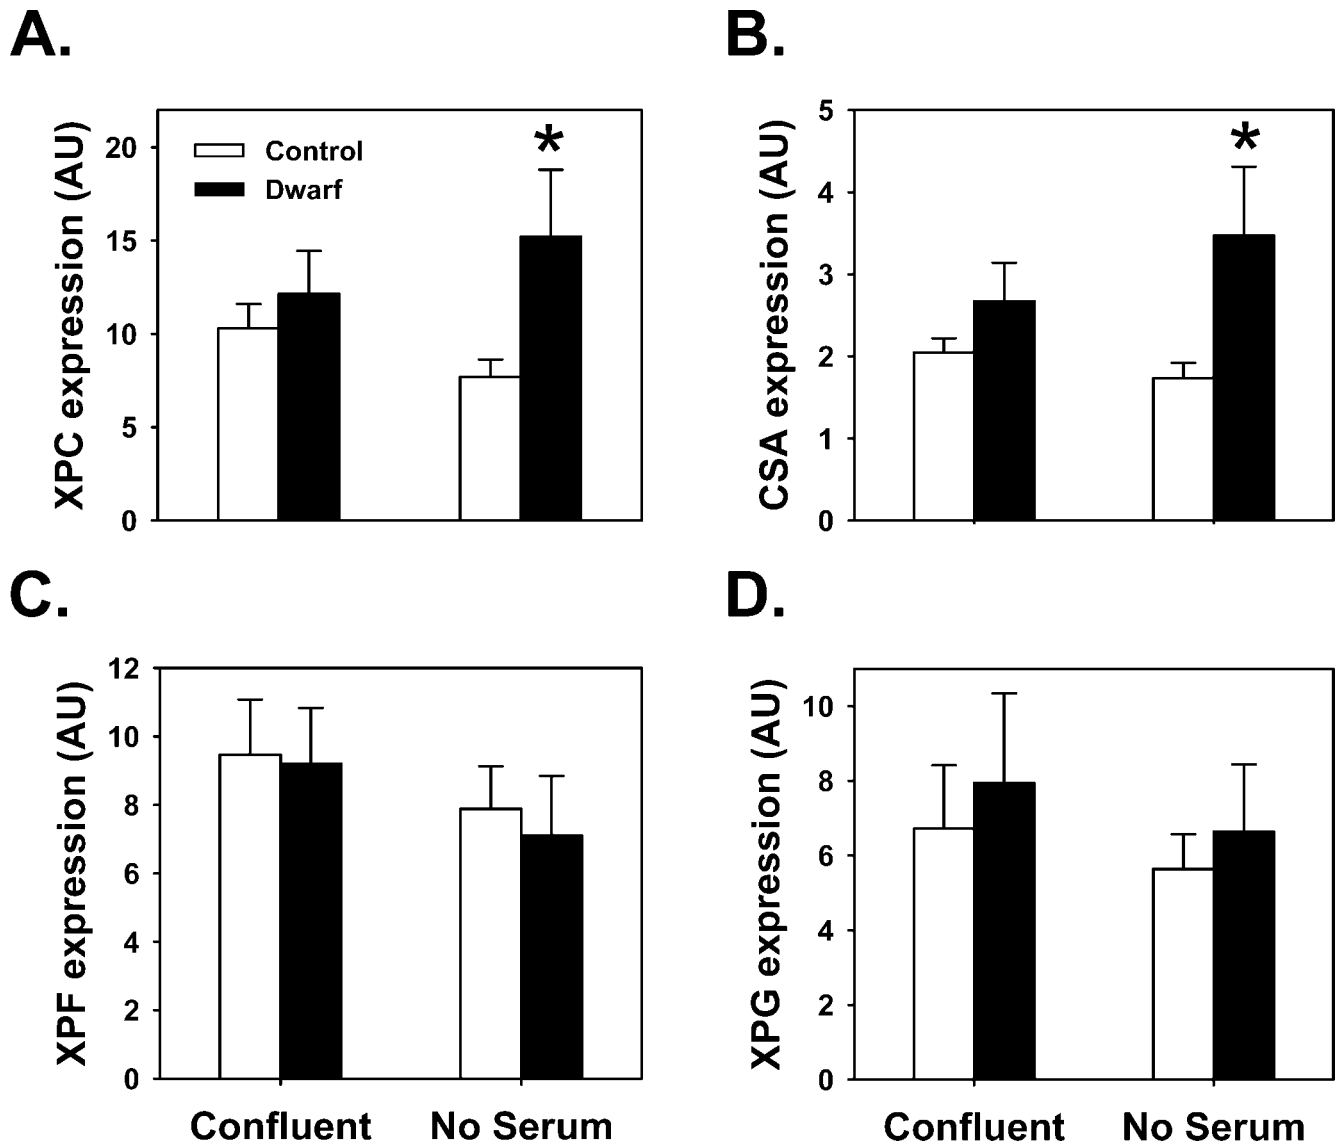 A.
XPC expression (AU)
20
15
10
5
0
Control
Dwarf
*
B.
CSA expression (AU)
5
4
3
2
1
0
*
C.
XPF expression (AU)
12
10
8
6
4
2
0
Confluent No Serum
D.
XPG expression (AU)
10
8
6
4
2
0
Confluent No Serum